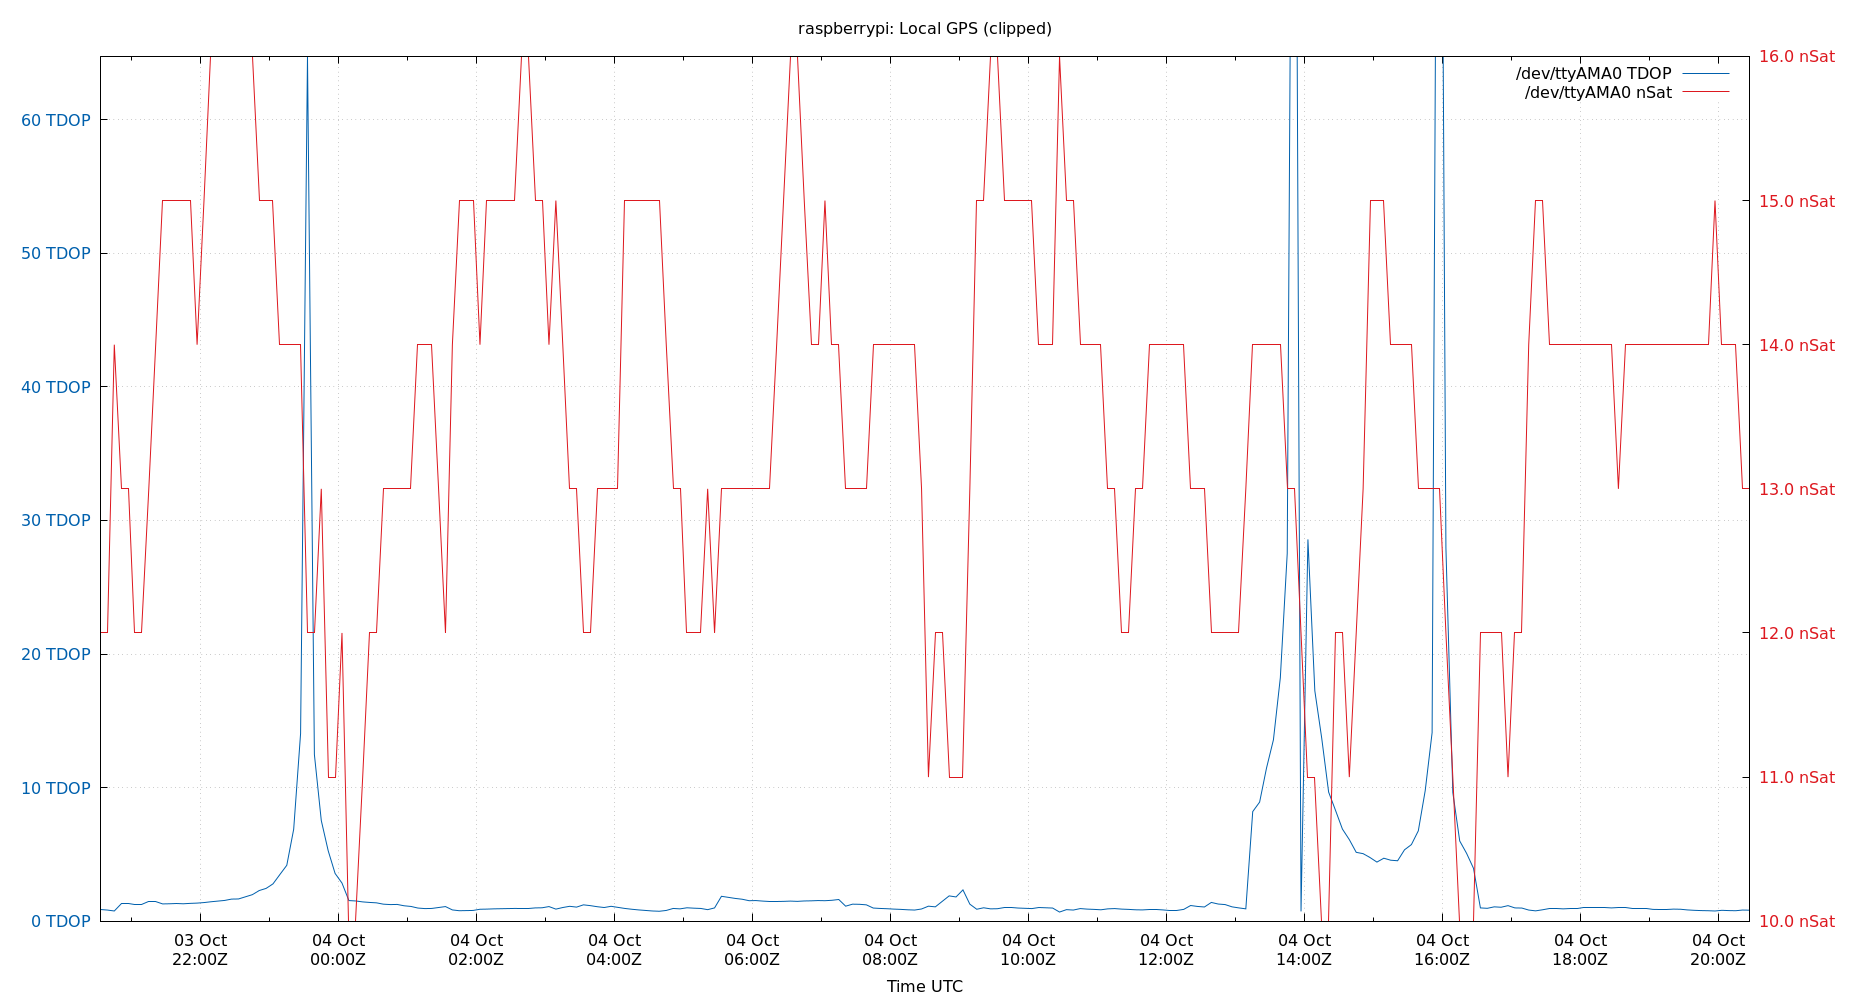 raspberrypi: Local GPS (clipped)
/dev/ttyAMA0 TDOP
/dev/ttyAMA0 nSat
60 TDOP
50 TDOP
40 TDOP
30 TDOP
20 TDOP
10 TDOP
0 TDOP
16.0 nSat
15.0 nSat
14.0 nSat
13.0 nSat
12.0 nSat
11.0 nSat
10.0 nSat
03 Oct 04 Oct 04 Oct 04 Oct 04 Oct 04 Oct 04 Oct 04 Oct 04 Oct 04 Oct 04 Oct 04 Oct
22:00Z 00:00Z 02:00Z 04:00Z 06:00Z 08:00Z 10:00Z 12:00Z 14:00Z 16:00Z 18:00Z 20:00Z
Time UTC